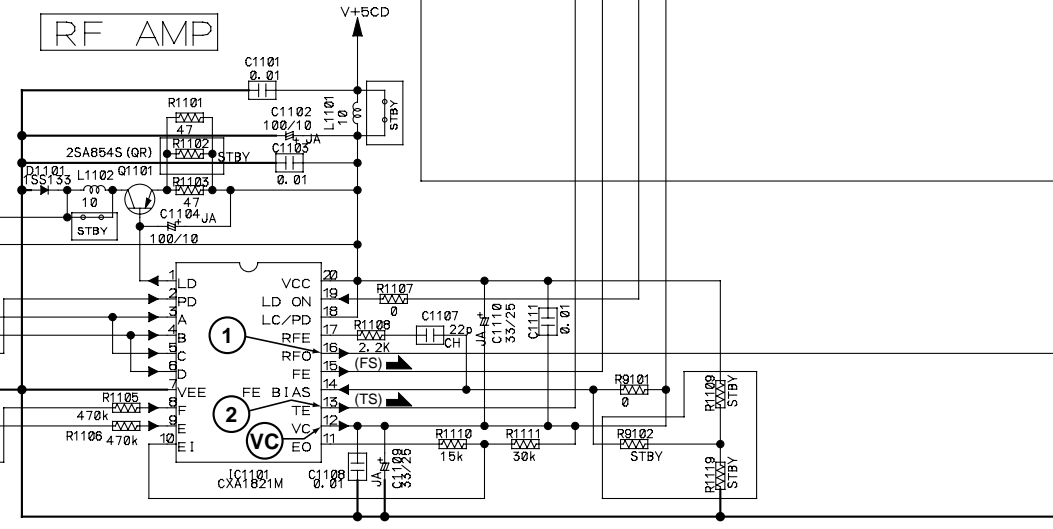 V+5CD
RF AMP
C1101
0.01
L1101
10
STBY
R1101
47
C1102
100/10
JA
R1102
STBY
C1103
0.01
2SA854S(QR)
D1101
1SS133
L1102
10
Q1101
R1103
47
STBY
C1104
JA
100/10
1 LD
2 PD
3 A
4 B
5 C
6 D
7 VEE
8 F
9 E
10 EI
VCC 20
LD ON 19
LC/PD 18
RFE 17
RFO 16
FE 15
FE BIAS 14
TE 13
VC 12
EO 11
1
2
VC
IC1101
CXA1821M
R1105
470k
R1106
470k
R1107
0
R1108
2.2K
C1107
22p
CH
C1110
33/25
JA
C1111
0.01
(FS)
(TS)
C1108
0.01
C1109
33/25
JA
R1110
15k
R1111
30k
R9101
0
R9102
STBY
R1109
STBY
R1119
STBY